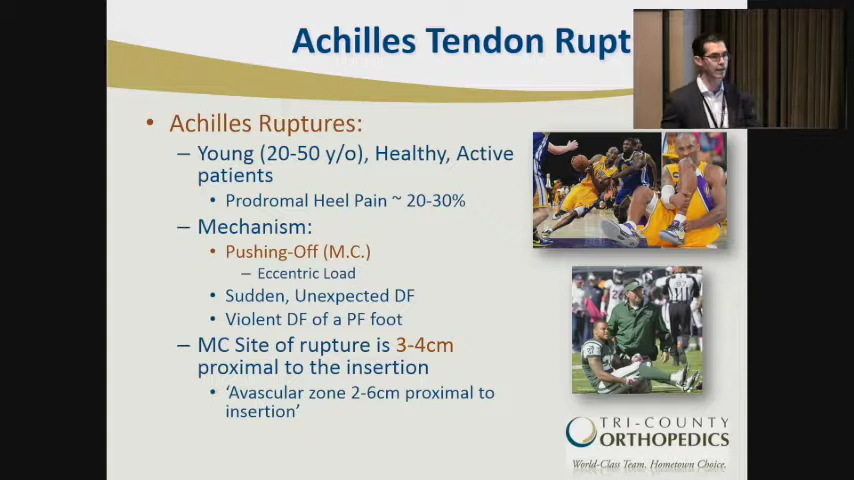 Achilles Tendon Rupt
• Achilles Ruptures:
– Young (20-50 y/o), Healthy, Active
patients
• Prodromal Heel Pain ~ 20-30%
– Mechanism:
• Pushing-Off (M.C.)
– Eccentric Load
• Sudden, Unexpected DF
• Violent DF of a PF foot
– MC Site of rupture is 3-4cm
proximal to the insertion
• ‘Avascular zone 2-6cm proximal to
insertion’
TRI-COUNTY
ORTHOPEDICS
World-Class Team. Hometown Choice.